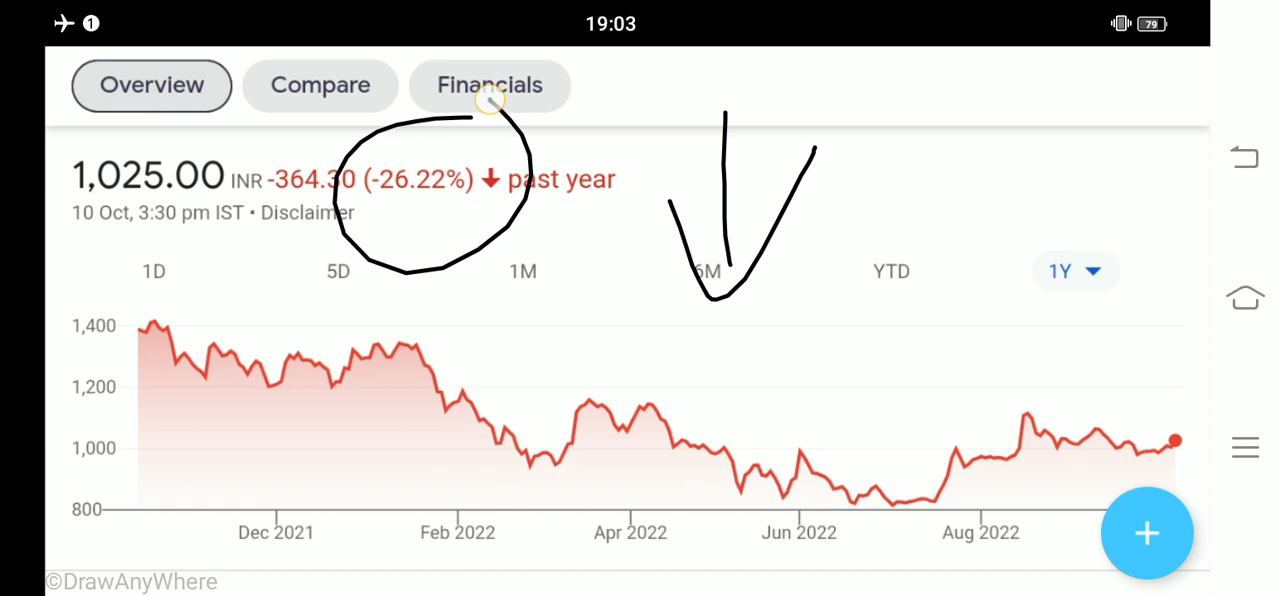 1
19:03
79
Overview Compare Financials
1,025.00 INR -364.30 (-26.22%) past year
10 Oct, 3:30 pm IST • Disclaimer
1D 5D 1M 6M YTD 1Y
1,400
1,200
1,000
800
Dec 2021 Feb 2022 Apr 2022 Jun 2022 Aug 2022
+
©DrawAnyWhere